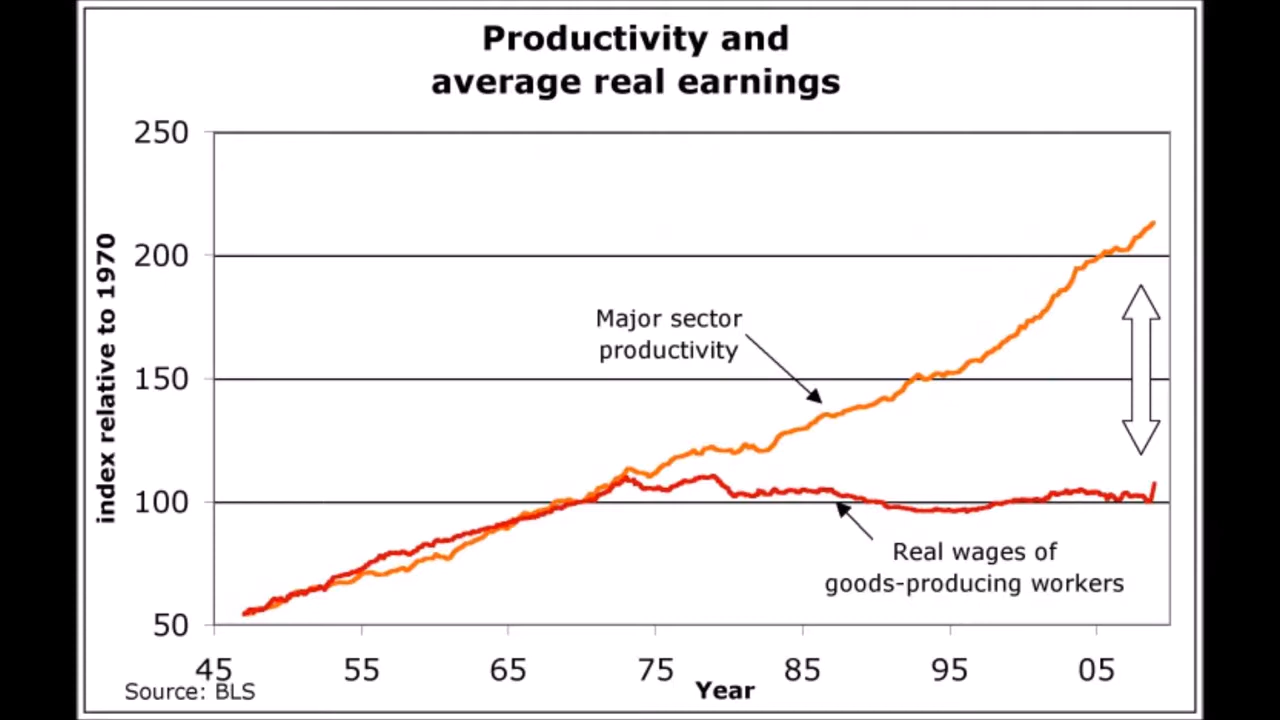 Productivity and
average real earnings
index relative to 1970
250
200
150
100
50
Major sector
productivity
Real wages of
goods-producing workers
45 55 65 75 85 95 05
Source: BLS
Year